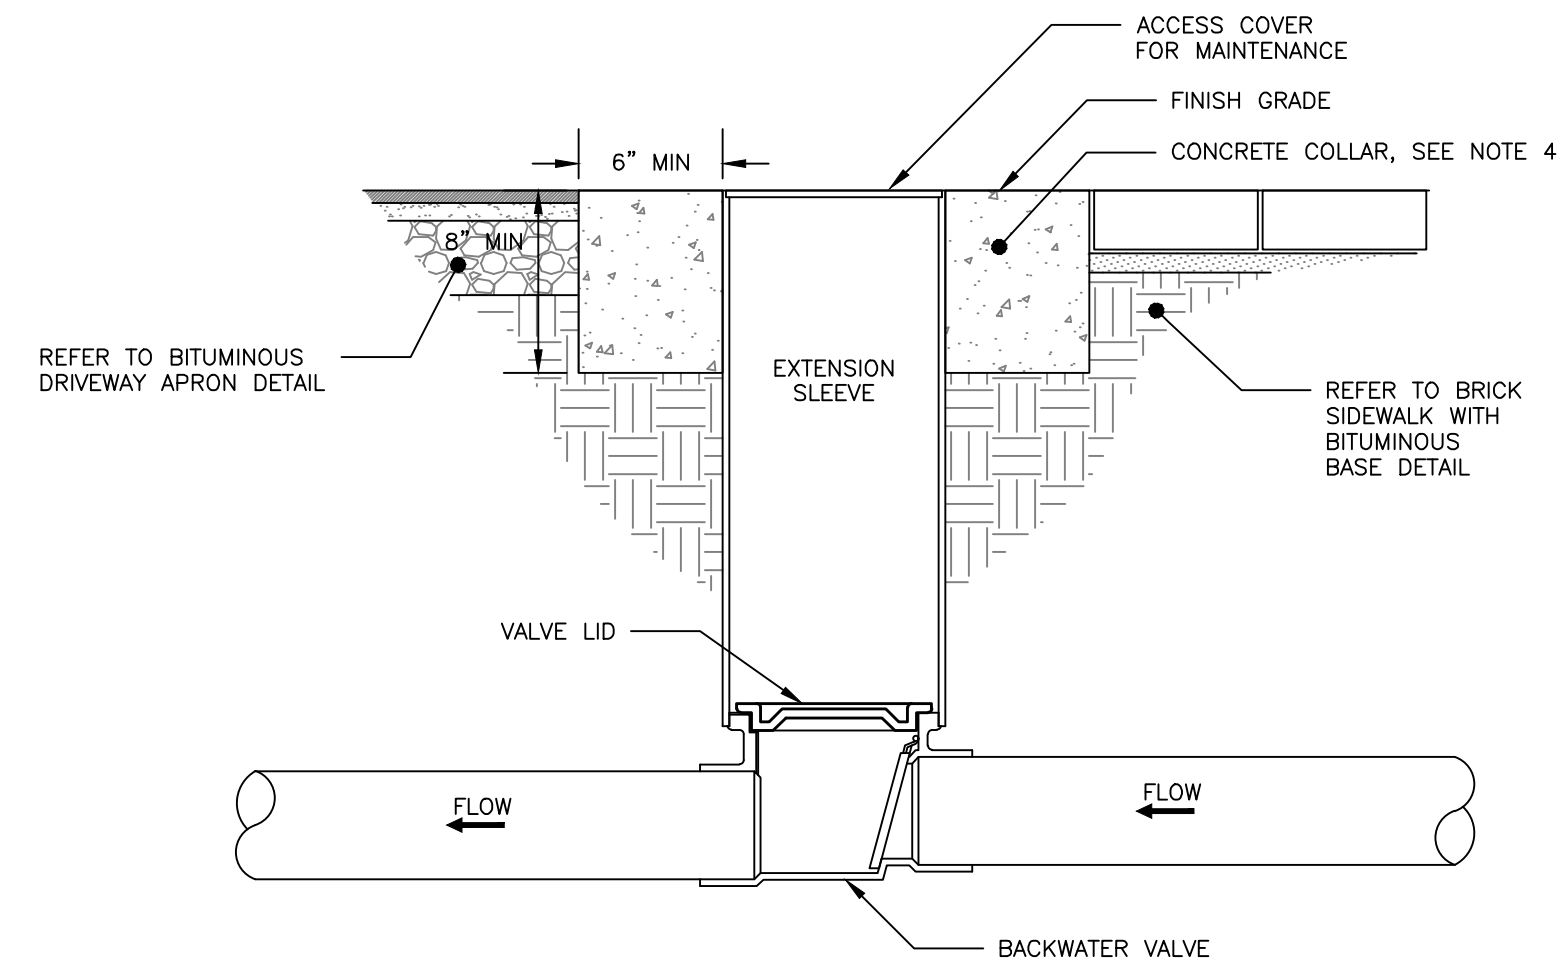 ACCESS COVER
FOR MAINTENANCE
FINISH GRADE
CONCRETE COLLAR, SEE NOTE 4
6” MIN
8” MIN
REFER TO BITUMINOUS
DRIVEWAY APRON DETAIL
EXTENSION
SLEEVE
REFER TO BRICK
SIDEWALK WITH
BITUMINOUS
BASE DETAIL
VALVE LID
FLOW
FLOW
BACKWATER VALVE